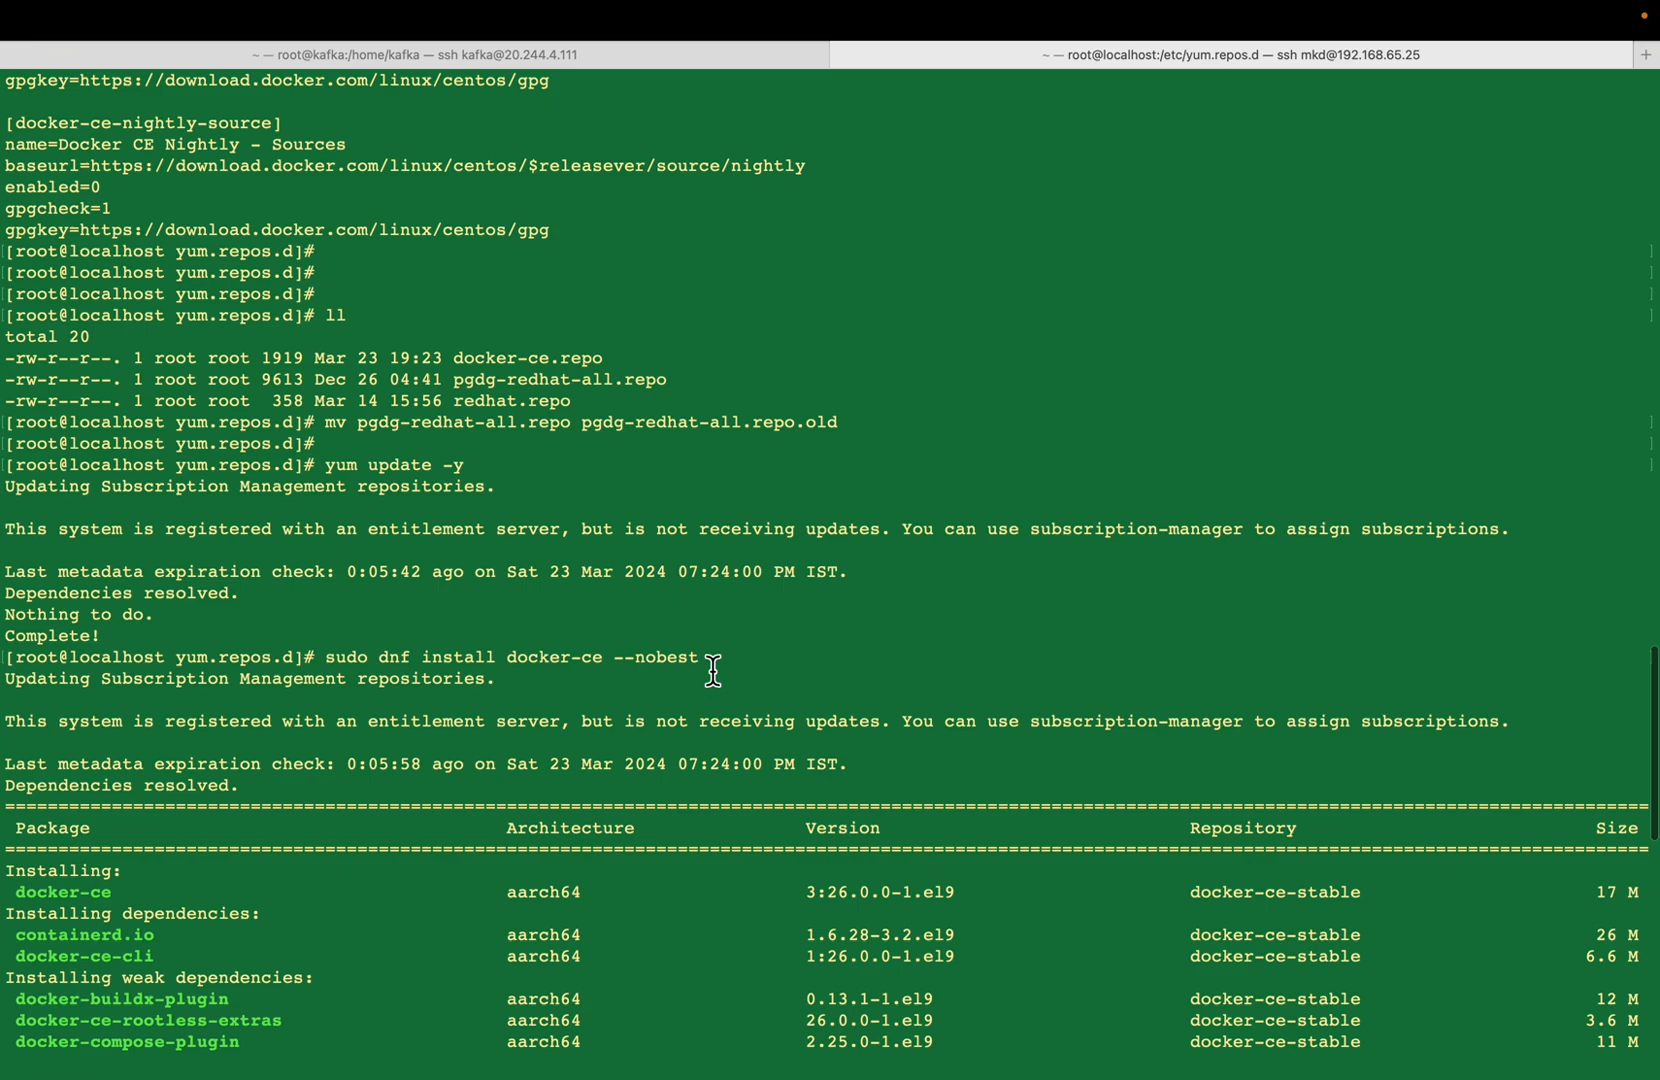 ~ — root@kafka:/home/kafka — ssh kafka@20.244.4.111
~ — root@localhost:/etc/yum.repos.d — ssh mkd@192.168.65.25
+
gpgkey=https://download.docker.com/linux/centos/gpg
[docker-ce-nightly-source]
name=Docker CE Nightly - Sources
baseurl=https://download.docker.com/linux/centos/$releasever/source/nightly
enabled=0
gpgcheck=1
gpgkey=https://download.docker.com/linux/centos/gpg
[root@localhost yum.repos.d]#
[root@localhost yum.repos.d]#
[root@localhost yum.repos.d]#
[root@localhost yum.repos.d]# ll
total 20
-rw-r--r--. 1 root root 1919 Mar 23 19:23 docker-ce.repo
-rw-r--r--. 1 root root 9613 Dec 26 04:41 pgdg-redhat-all.repo
-rw-r--r--. 1 root root  358 Mar 14 15:56 redhat.repo
[root@localhost yum.repos.d]# mv pgdg-redhat-all.repo pgdg-redhat-all.repo.old
[root@localhost yum.repos.d]#
[root@localhost yum.repos.d]# yum update -y
Updating Subscription Management repositories.
This system is registered with an entitlement server, but is not receiving updates. You can use subscription-manager to assign subscriptions.
Last metadata expiration check: 0:05:42 ago on Sat 23 Mar 2024 07:24:00 PM IST.
Dependencies resolved.
Nothing to do.
Complete!
[root@localhost yum.repos.d]# sudo dnf install docker-ce --nobest
Updating Subscription Management repositories.
This system is registered with an entitlement server, but is not receiving updates. You can use subscription-manager to assign subscriptions.
Last metadata expiration check: 0:05:58 ago on Sat 23 Mar 2024 07:24:00 PM IST.
Dependencies resolved.
Package Architecture Version Repository Size
Installing:
docker-ce aarch64 3:26.0.0-1.el9 docker-ce-stable 17 M
Installing dependencies:
containerd.io aarch64 1.6.28-3.2.el9 docker-ce-stable 26 M
docker-ce-cli aarch64 1:26.0.0-1.el9 docker-ce-stable 6.6 M
Installing weak dependencies:
docker-buildx-plugin aarch64 0.13.1-1.el9 docker-ce-stable 12 M
docker-ce-rootless-extras aarch64 26.0.0-1.el9 docker-ce-stable 3.6 M
docker-compose-plugin aarch64 2.25.0-1.el9 docker-ce-stable 11 M